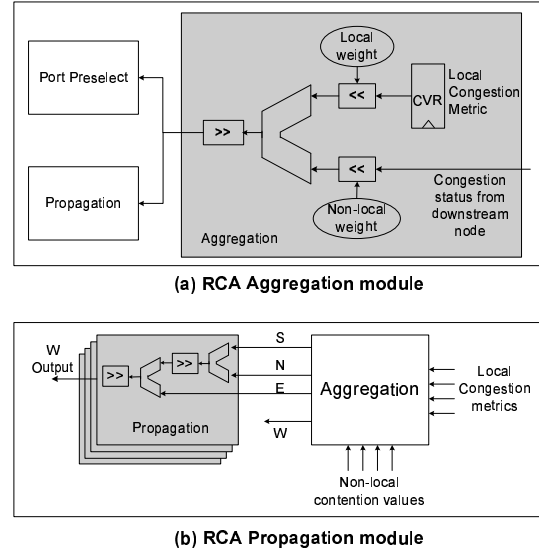 Port Preselect
Propagation
>>
Local
weight
<<
CVR
Local
Congestion
Metric
<<
Non-local
weight
Congestion
status from
downstream
node
Aggregation
(a) RCA Aggregation module
W
Output
>>
>>
Propagation
S
N
E
W
Aggregation
Local
Congestion
metrics
Non-local
contention values
(b) RCA Propagation module